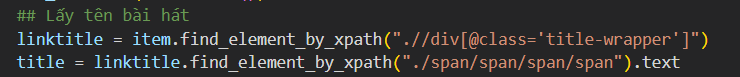 ## Lấy tên bài hát
linktitle = item.find_element_by_xpath(".//div[@class='title-wrapper']")
title = linktitle.find_element_by_xpath("./span/span/span/span").text